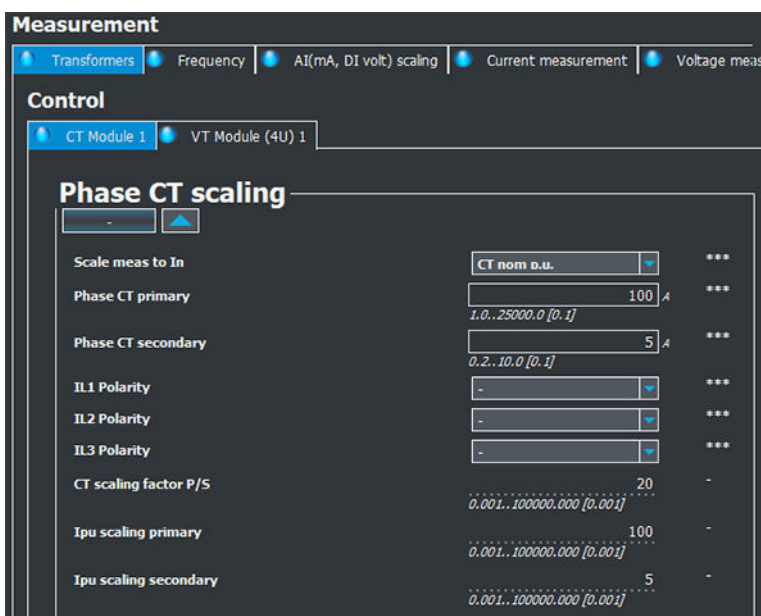 Measurement
Transformers Frequency AI(mA, DI volt) scaling Current measurement Voltage meas
Control
CT Module 1 VT Module (4U) 1
Phase CT scaling
-
Scale meas to In CT nom p.u. ***
Phase CT primary 100 A ***
1.0..25000.0 [0.1]
Phase CT secondary 5 A ***
0.2..10.0 [0.1]
IL1 Polarity - ***
IL2 Polarity - ***
IL3 Polarity - ***
CT scaling factor P/S 20 -
0.001..100000.000 [0.001]
Ipu scaling primary 100 -
0.001..100000.000 [0.001]
Ipu scaling secondary 5 -
0.001..100000.000 [0.001]